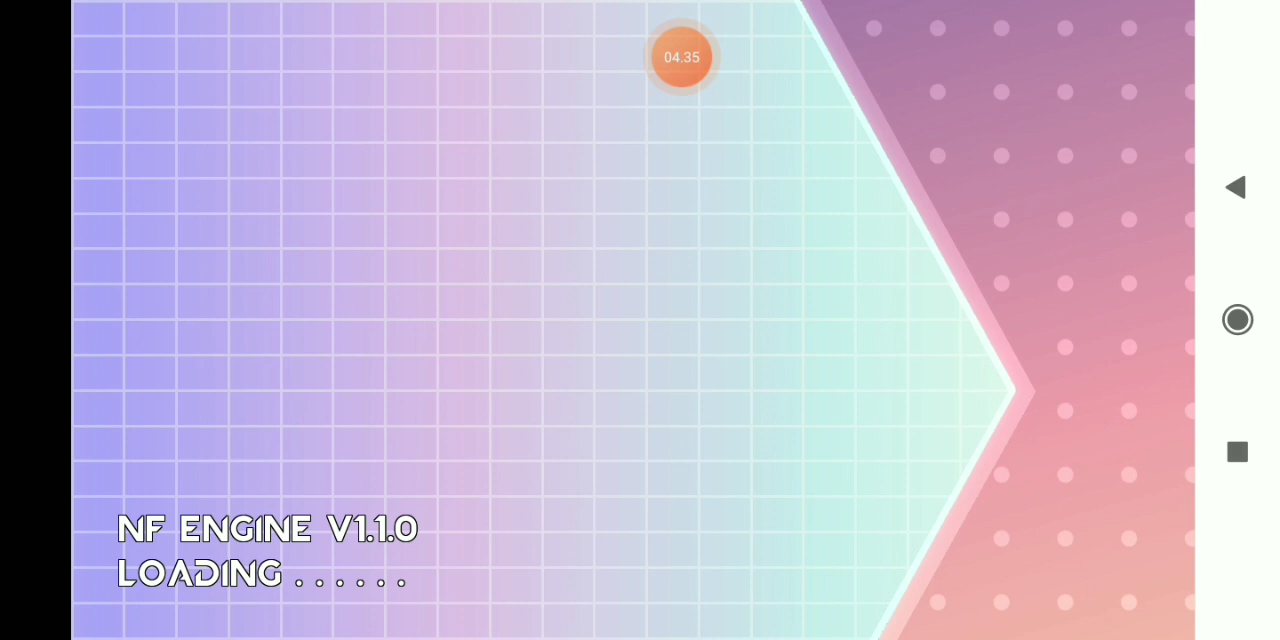 04.35
NF ENGINE V1.1.0
LOADING . . . . . .